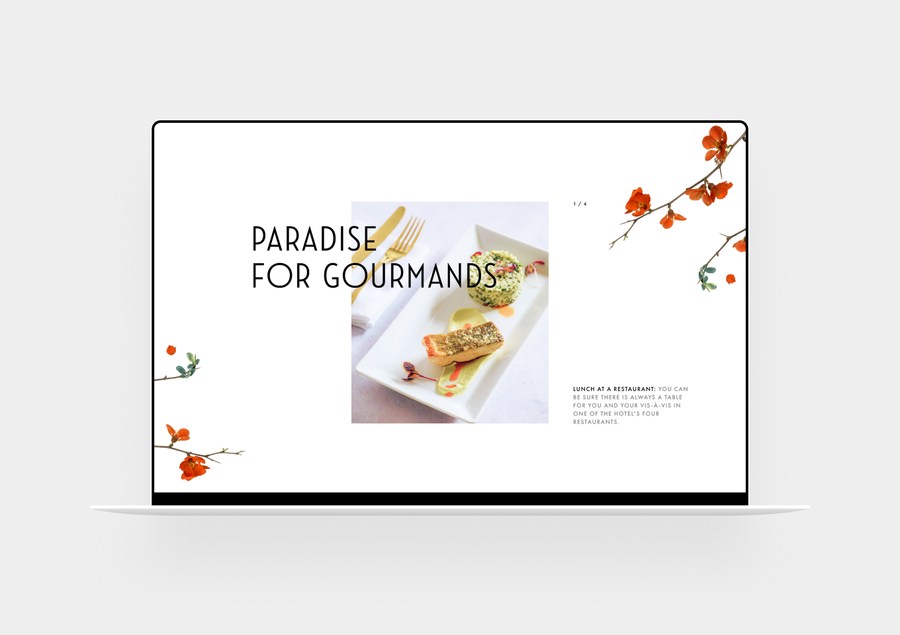 PARADISE
FOR GOURMANDS
1 / 4
LUNCH AT A RESTAURANT: YOU CAN
BE SURE THERE IS ALWAYS A TABLE
FOR YOU AND YOUR VIS-À-VIS IN
ONE OF THE HOTEL'S FOUR
RESTAURANTS.